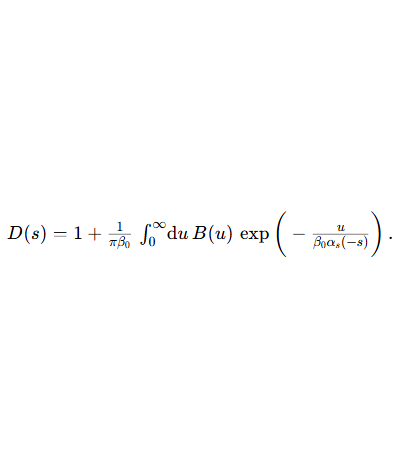 D(s) = 1 + \frac{1}{\pi\beta_0} \int_0^\infty du B(u) exp \left( - \frac{u}{\beta_0 \alpha_s(-s)} \right) .